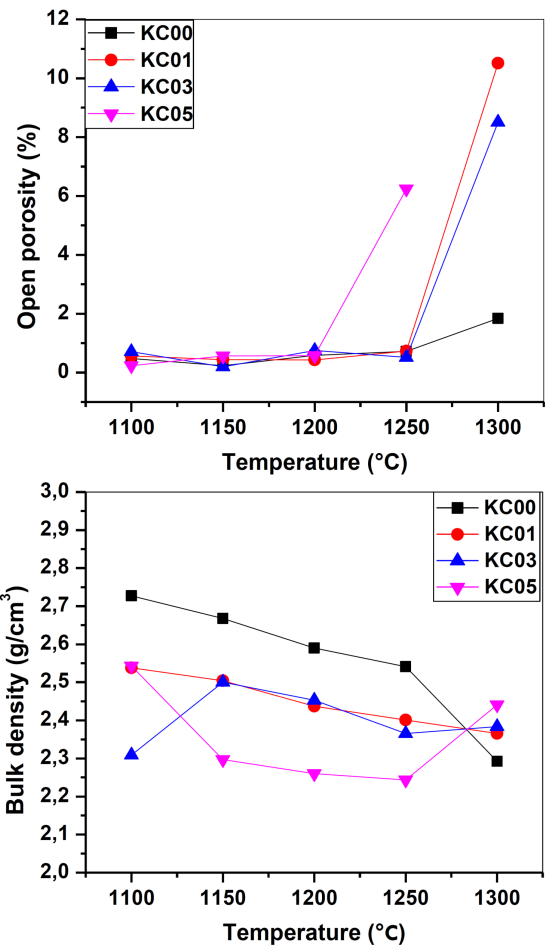 12
10
8
6
4
2
0
Open porosity (%)
KC00
KC01
KC03
KC05
1100 1150 1200 1250 1300
Temperature (°C)
3,0
2,9
2,8
2,7
2,6
2,5
2,4
2,3
2,2
2,1
2,0
Bulk density (g/cm³)
KC00
KC01
KC03
KC05
1100 1150 1200 1250 1300
Temperature (°C)